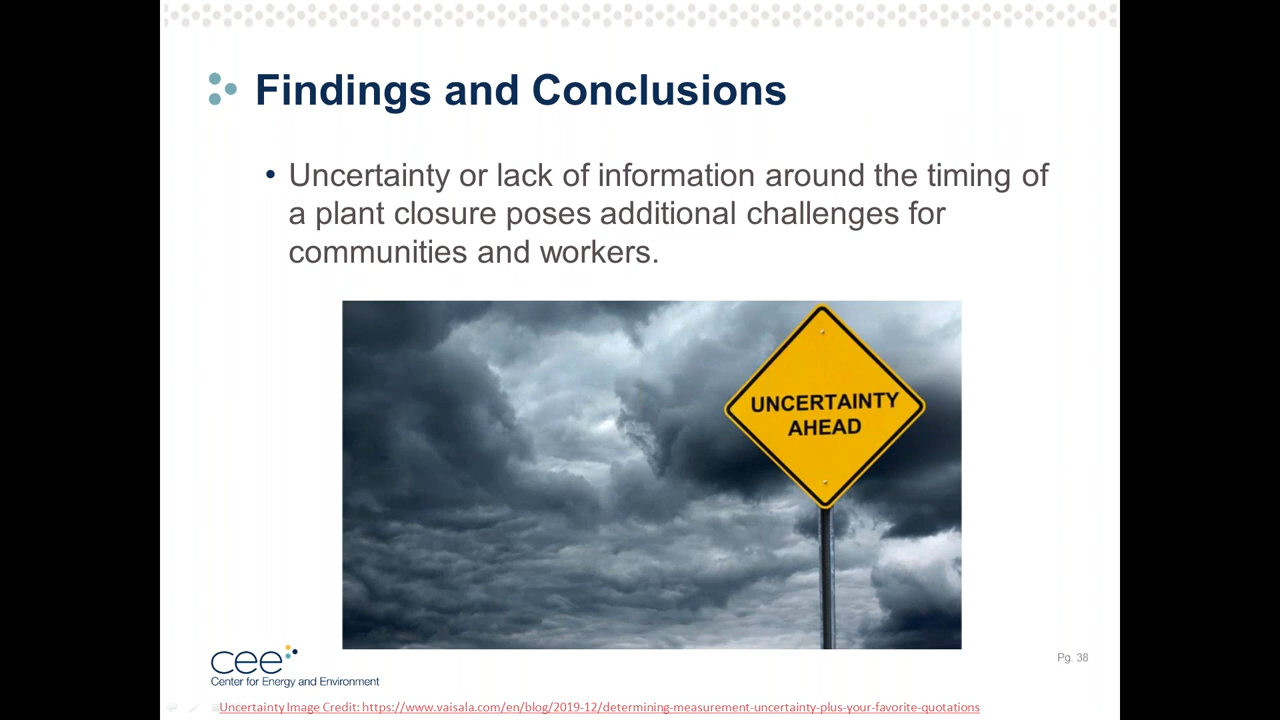 Findings and Conclusions
• Uncertainty or lack of information around the timing of
a plant closure poses additional challenges for
communities and workers.
UNCERTAINTY
AHEAD
cee
Center for Energy and Environment
Pg. 38
Uncertainty Image Credit: https://www.vaisala.com/en/blog/2019-12/determining-measurement-uncertainty-plus-your-favorite-quotations